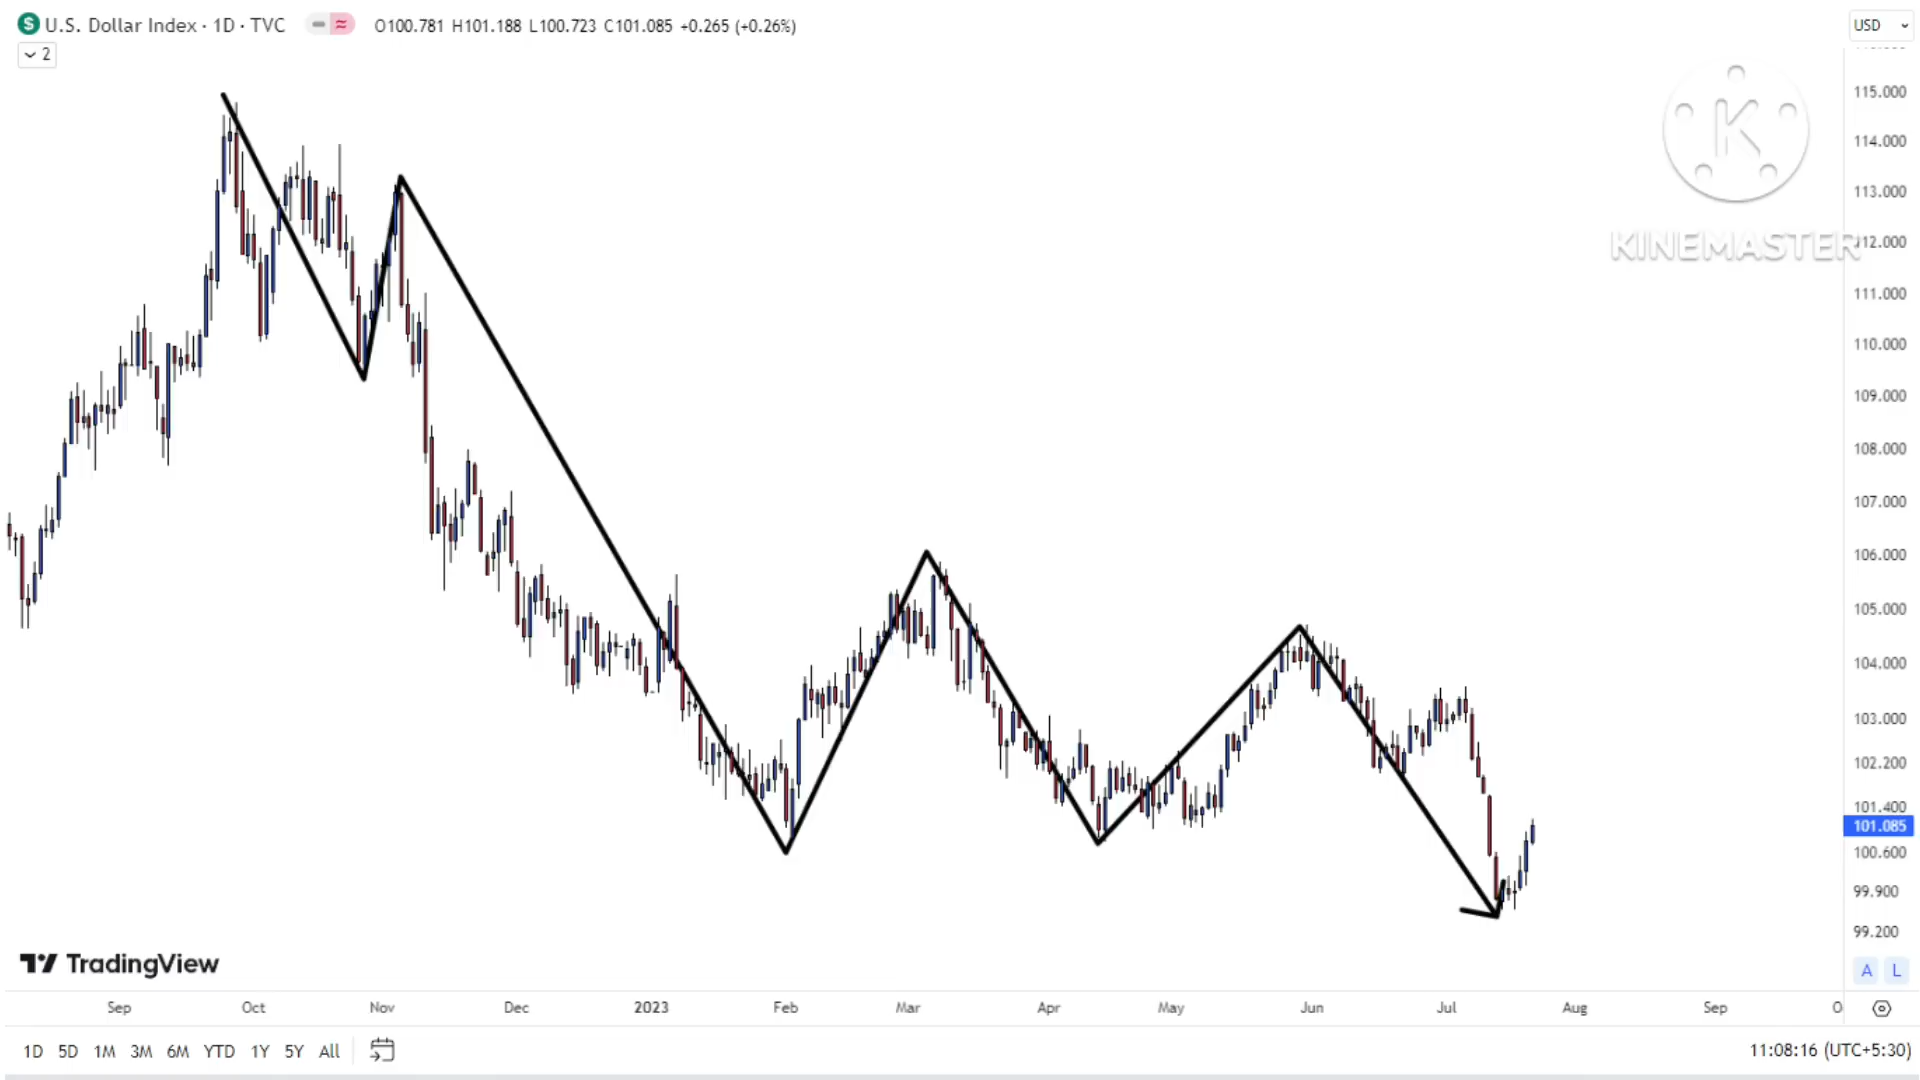 U.S. Dollar Index · 1D · TVC O100.781 H101.188 L100.723 C101.085 +0.265 (+0.26%)
USD
2
K
KINEMASTER
115.000
114.000
113.000
112.000
111.000
110.000
109.000
108.000
107.000
106.000
105.000
104.000
103.000
102.200
101.400
101.085
100.600
99.900
99.200
TradingView
A L
Sep Oct Nov Dec 2023 Feb Mar Apr May Jun Jul Aug Sep
1D 5D 1M 3M 6M YTD 1Y 5Y All
11:08:16 (UTC+5:30)